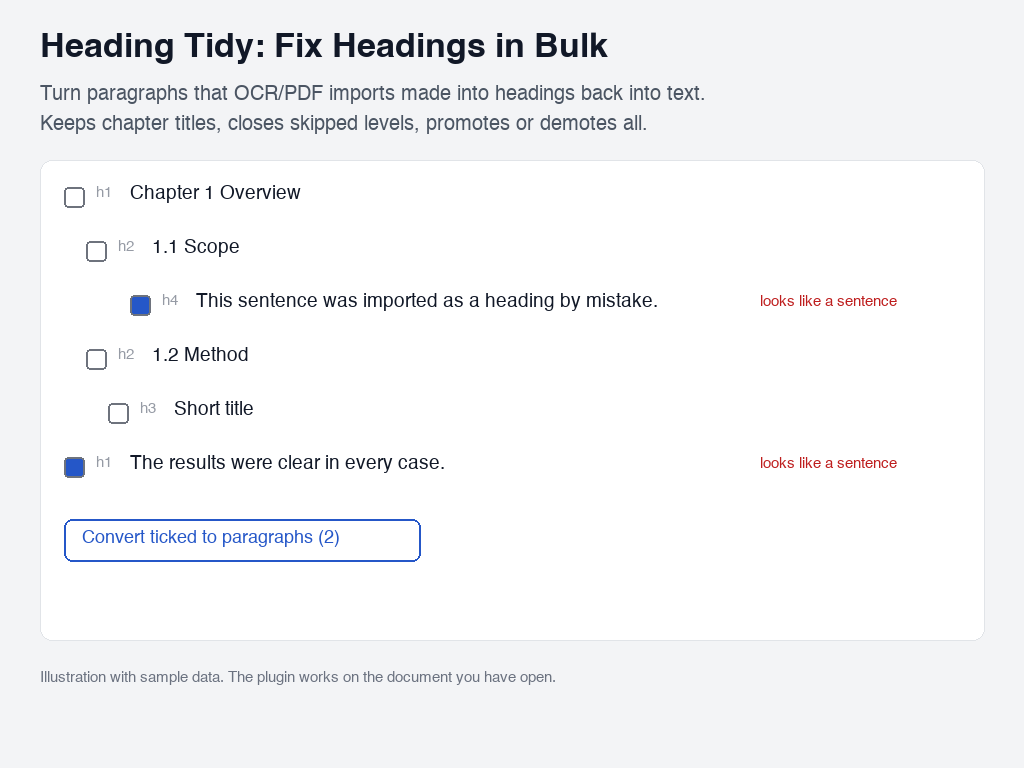 Heading Tidy: Fix Headings in Bulk
Turn paragraphs that OCR/PDF imports made into headings back into text.
Keeps chapter titles, closes skipped levels, promotes or demotes all.
h1 Chapter 1 Overview
h2 1.1 Scope
h4 This sentence was imported as a heading by mistake. looks like a sentence
h2 1.2 Method
h3 Short title
h1 The results were clear in every case. looks like a sentence
Convert ticked to paragraphs (2)
Illustration with sample data. The plugin works on the document you have open.